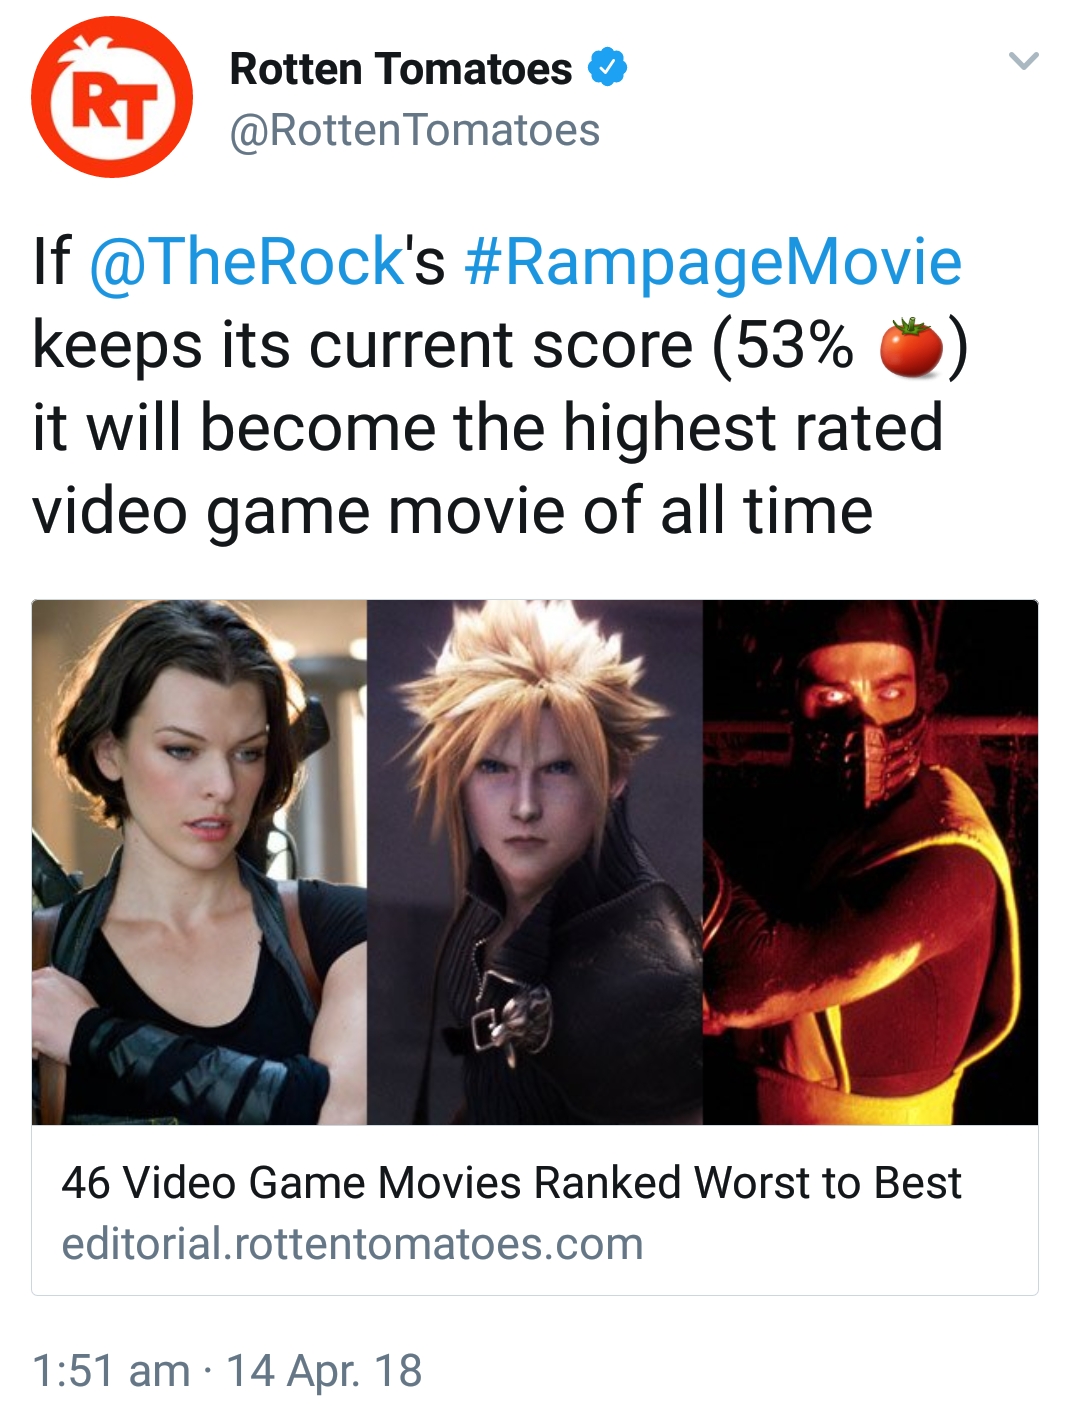 RT
Rotten Tomatoes
@RottenTomatoes
If @TheRock's #RampageMovie
keeps its current score (53% 🍅)
it will become the highest rated
video game movie of all time
46 Video Game Movies Ranked Worst to Best
editorial.rottentomatoes.com
1:51 am · 14 Apr. 18